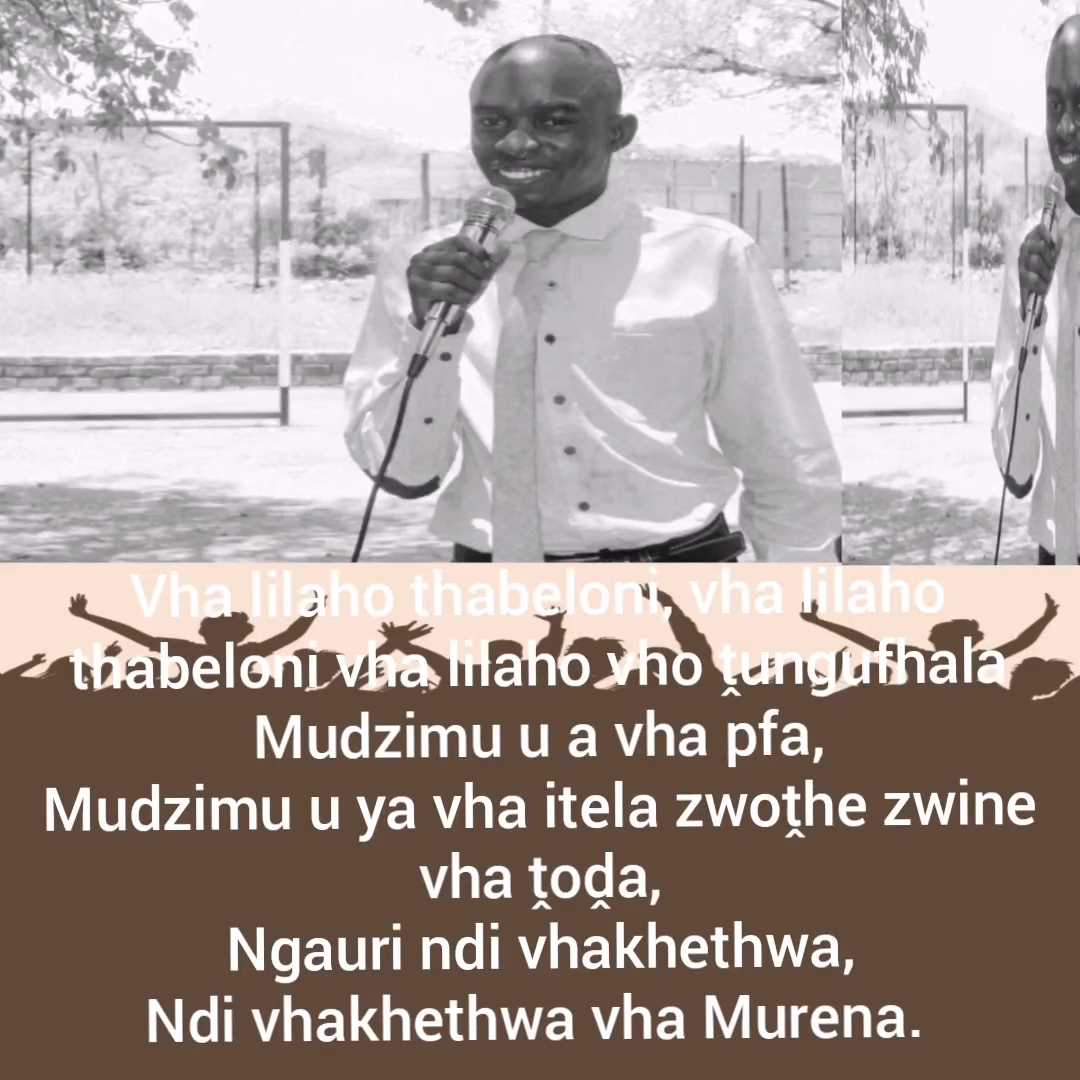 Vha lilaho thabeloni, vha lilaho
thabeloni vha lilaho vho ṱungufhala
Mudzimu u a vha pfa,
Mudzimu u ya vha itela zwoṱhe zwine
vha ṱoḓa,
Ngauri ndi vhakhethwa,
Ndi vhakhethwa vha Murena.